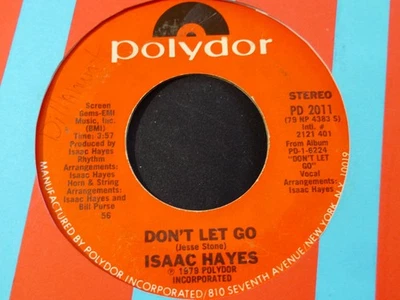 polydor
Screen
Gems-EMI
Music, Inc.
(BMI)
Time: 2:57
Produced by
Isaac Hayes
Rhythm
Arrangements:
Isaac Hayes
Horn & String
Arrangements:
Isaac Hayes and
Bill Purse
56
STEREO
PD 2011
(79 NP 4383 S)
Intl. #
2121 401
From Album
PD-1-6224
"DON'T LET
GO"
Vocal
Arrangements:
Isaac Hayes
DON'T LET GO
(Jesse Stone)
ISAAC HAYES
℗ 1979 POLYDOR
INCORPORATED
MANUFACTURED BY POLYDOR INCORPORATED/810 SEVENTH AVENUE/NEW YORK, N.Y. 10019